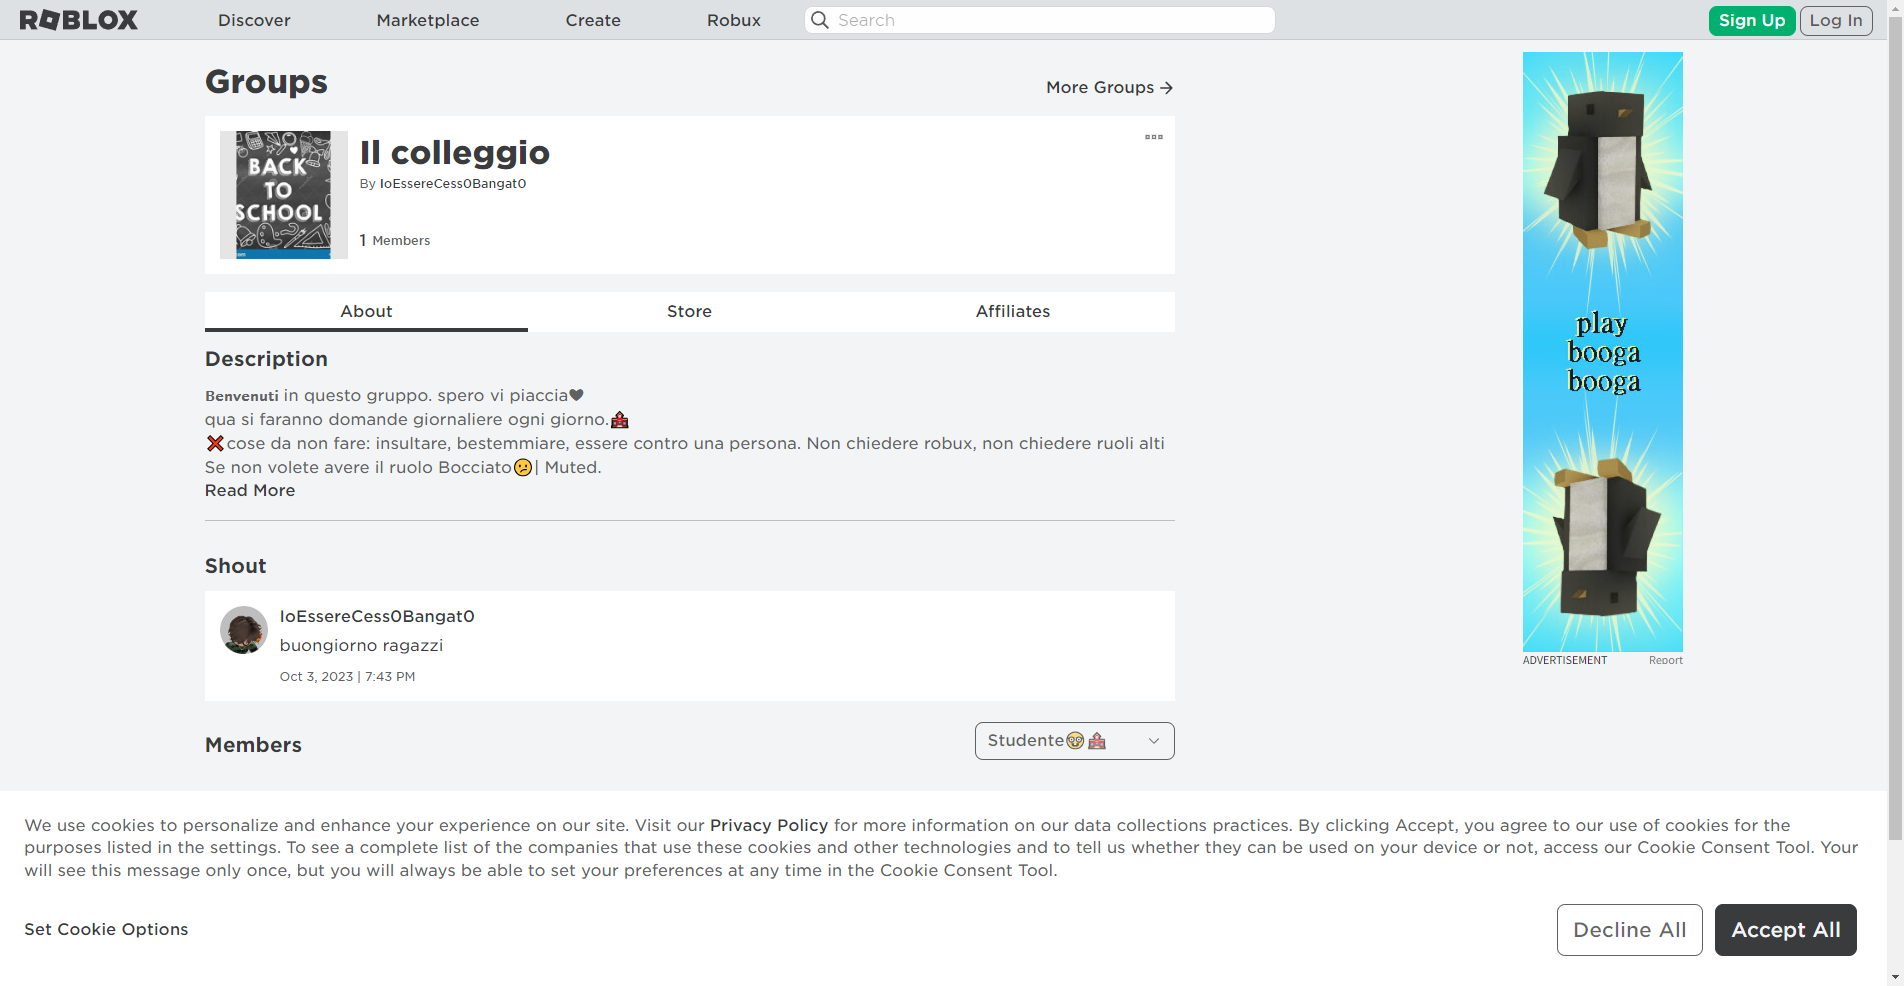 ROBLOX
Discover
Marketplace
Create
Robux
Search
Sign Up
Log In
Groups
More Groups →
BACK
TO
SCHOOL
Il colleggio
By IoEssereCess0Bangat0
1 Members
About
Store
Affiliates
Description
Benvenuti in questo gruppo. spero vi piaccia🖤
qua si faranno domande giornaliere ogni giorno.🏫
❌cose da non fare: insultare, bestemmiare, essere contro una persona. Non chiedere robux, non chiedere ruoli alti
Se non volete avere il ruolo Bocciato🫤| Muted.
Read More
Shout
IoEssereCess0Bangat0
buongiorno ragazzi
Oct 3, 2023 | 7:43 PM
Members
Studente🤓🏫
play
booga
booga
ADVERTISEMENT
Report
We use cookies to personalize and enhance your experience on our site. Visit our Privacy Policy for more information on our data collections practices. By clicking Accept, you agree to our use of cookies for the
purposes listed in the settings. To see a complete list of the companies that use these cookies and other technologies and to tell us whether they can be used on your device or not, access our Cookie Consent Tool. Your
will see this message only once, but you will always be able to set your preferences at any time in the Cookie Consent Tool.
Set Cookie Options
Decline All
Accept All